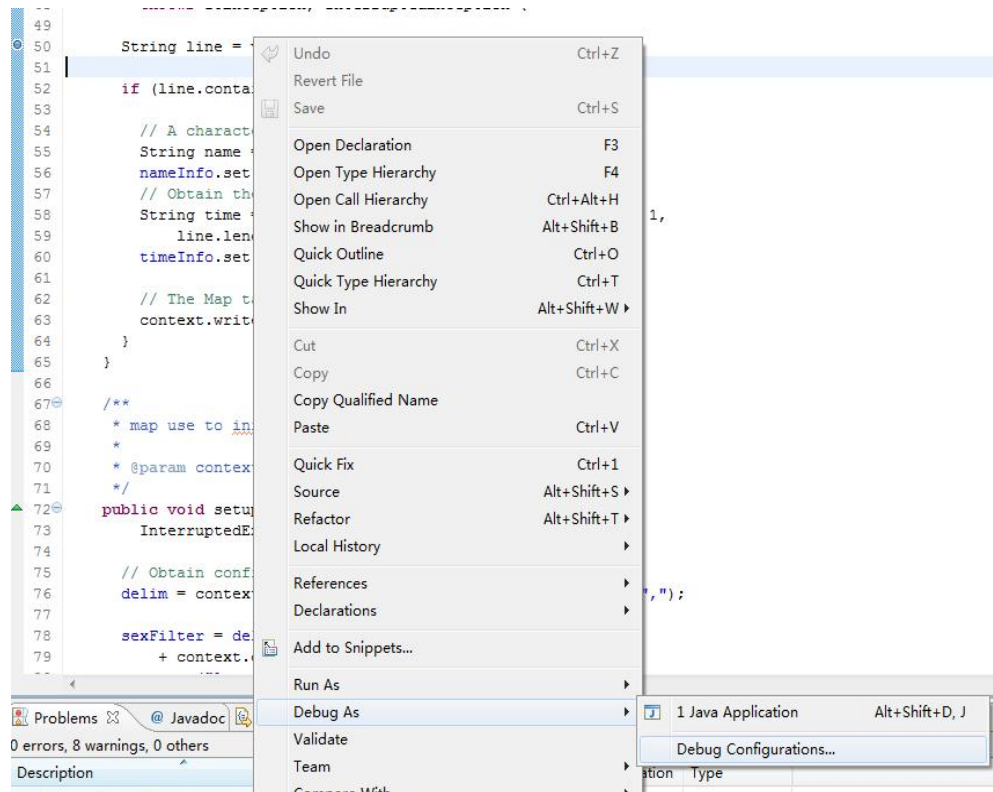 49
50 String line =
51
52 if (line.contai
53
54 // A characte
55 String name =
56 nameInfo.set
57 // Obtain the
58 String time = 1,
59 line.leng
60 timeInfo.set
61
62 // The Map ta
63 context.write
64 }
65 }
66
67 /**
68 * map use to in
69 *
70 * @param contex
71 */
72 public void setup
73 InterruptedEx
74
75 // Obtain conf
76 delim = contex ",");
77
78 sexFilter = de
79 + context.
Undo Ctrl+Z
Revert File
Save Ctrl+S
Open Declaration F3
Open Type Hierarchy F4
Open Call Hierarchy Ctrl+Alt+H
Show in Breadcrumb Alt+Shift+B
Quick Outline Ctrl+O
Quick Type Hierarchy Ctrl+T
Show In Alt+Shift+W
Cut Ctrl+X
Copy Ctrl+C
Copy Qualified Name
Paste Ctrl+V
Quick Fix Ctrl+1
Source Alt+Shift+S
Refactor Alt+Shift+T
Local History
References
Declarations
Add to Snippets...
Run As
Debug As
Validate
Team
Compare With
1 Java Application Alt+Shift+D, J
Debug Configurations...
Problems @ Javadoc
0 errors, 8 warnings, 0 others
Description ation Type